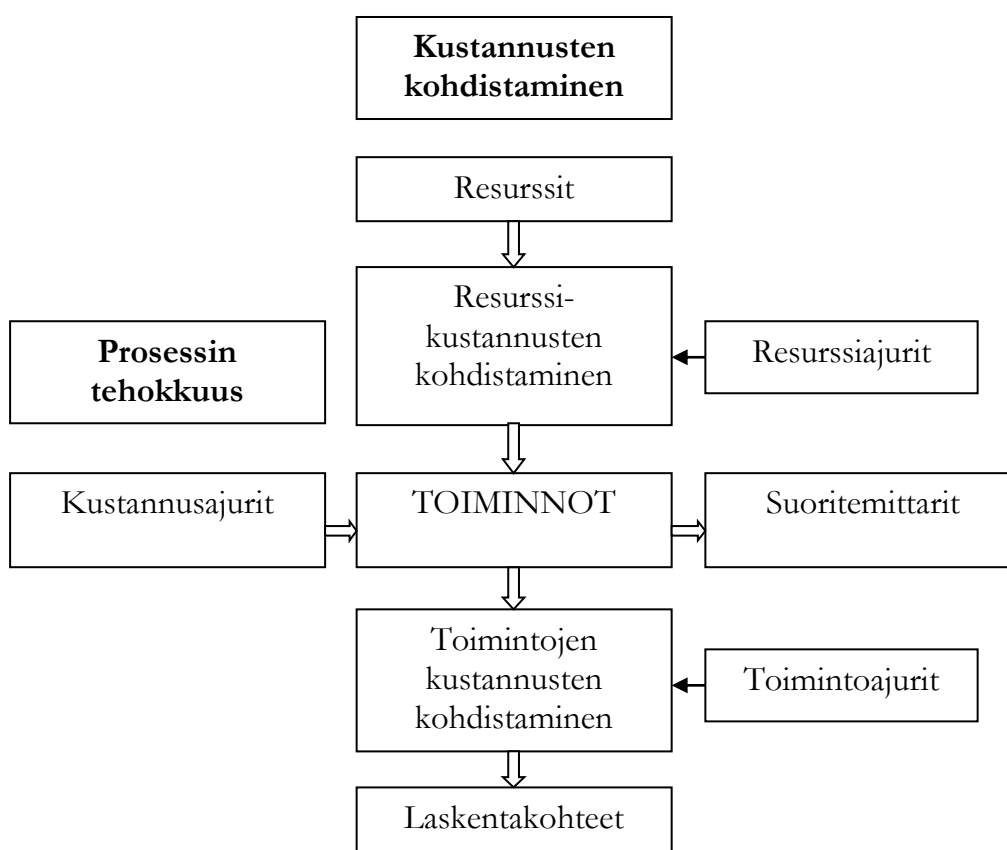 Kustannusten
kohdistaminen
Resurssit
Resurssi-
kustannusten
kohdistaminen
Resurssiajurit
Prosessin
tehokkuus
Kustannusajurit
TOIMINNOT
Suoritemittarit
Toimintojen
kustannusten
kohdistaminen
Toimintoajurit
Laskentakohteet